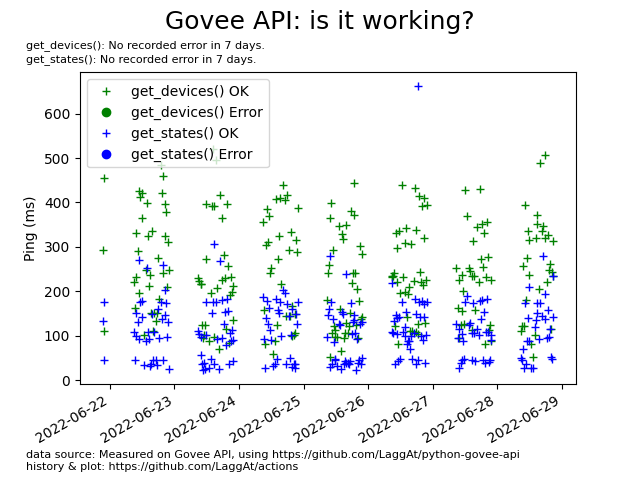 Govee API: is it working?
get_devices(): No recorded error in 7 days.
get_states(): No recorded error in 7 days.
get_devices() OK
get_devices() Error
get_states() OK
get_states() Error
Ping (ms)
600
500
400
300
200
100
0
2022-06-22
2022-06-23
2022-06-24
2022-06-25
2022-06-26
2022-06-27
2022-06-28
2022-06-29
data source: Measured on Govee API, using https://github.com/LaggAt/python-govee-api
history & plot: https://github.com/LaggAt/actions